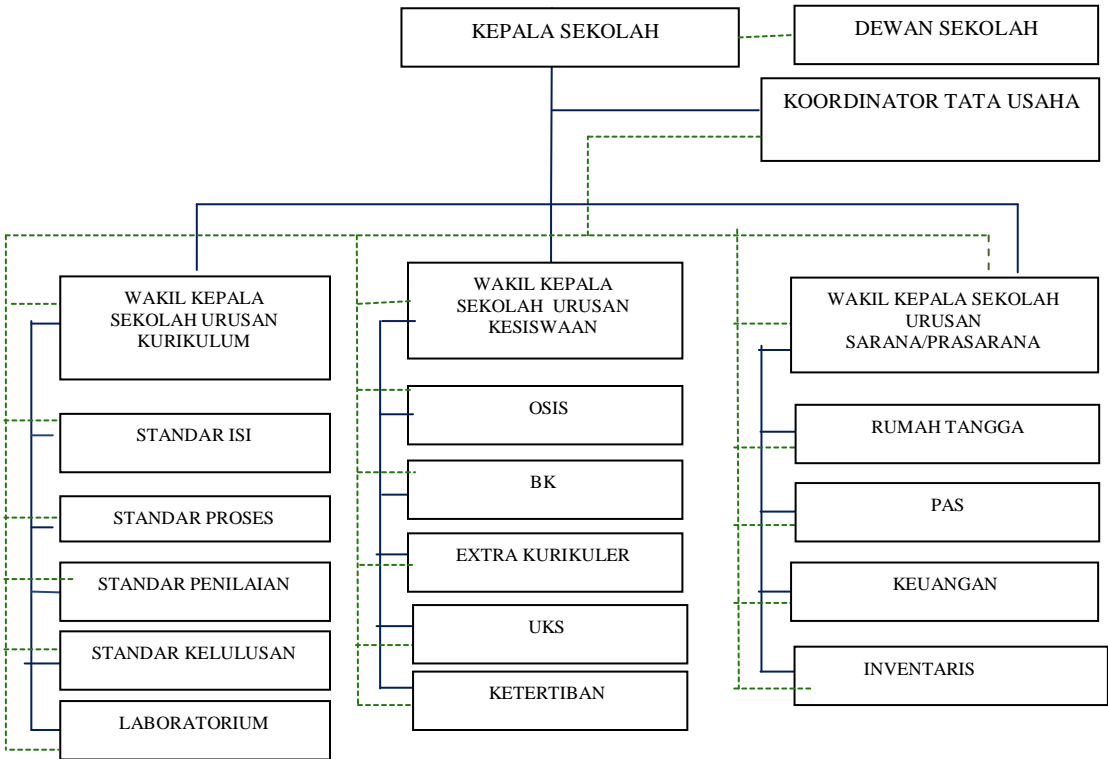 KEPALA SEKOLAH
DEWAN SEKOLAH
KOORDINATOR TATA USAHA
WAKIL KEPALA
SEKOLAH URUSAN
KURIKULUM
STANDAR ISI
STANDAR PROSES
STANDAR PENILAIAN
STANDAR KELULUSAN
LABORATORIUM
WAKIL KEPALA
SEKOLAH URUSAN
KESISWAAN
OSIS
BK
EXTRA KURIKULER
UKS
KETERTIBAN
WAKIL KEPALA SEKOLAH
URUSAN
SARANA/PRASARANA
RUMAH TANGGA
PAS
KEUANGAN
INVENTARIS